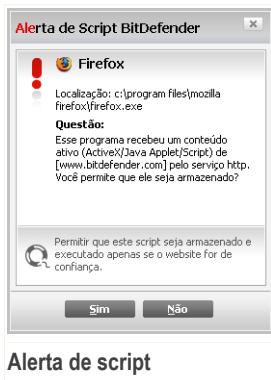 Alerta de Script BitDefender
Firefox
Localização: c:\program files\mozilla
firefox\firefox.exe
Questão:
Esse programa recebeu um conteúdo
ativo (ActiveX/Java Applet/Script) de
[www.bitdefender.com] pelo serviço http.
Você permite que ele seja armazenado?
Permitir que este script seja armazenado e
executado apenas se o website for de
confiança.
Sim Não
Alerta de script